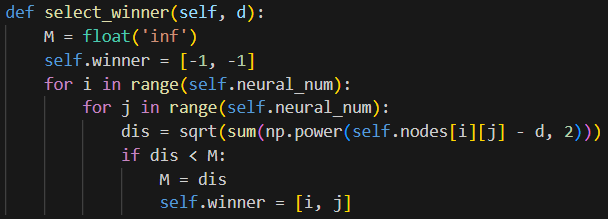 def select_winner(self, d):
    M = float('inf')
    self.winner = [-1, -1]
    for i in range(self.neural_num):
        for j in range(self.neural_num):
            dis = sqrt(sum(np.power(self.nodes[i][j] - d, 2)))
            if dis < M:
                M = dis
                self.winner = [i, j]